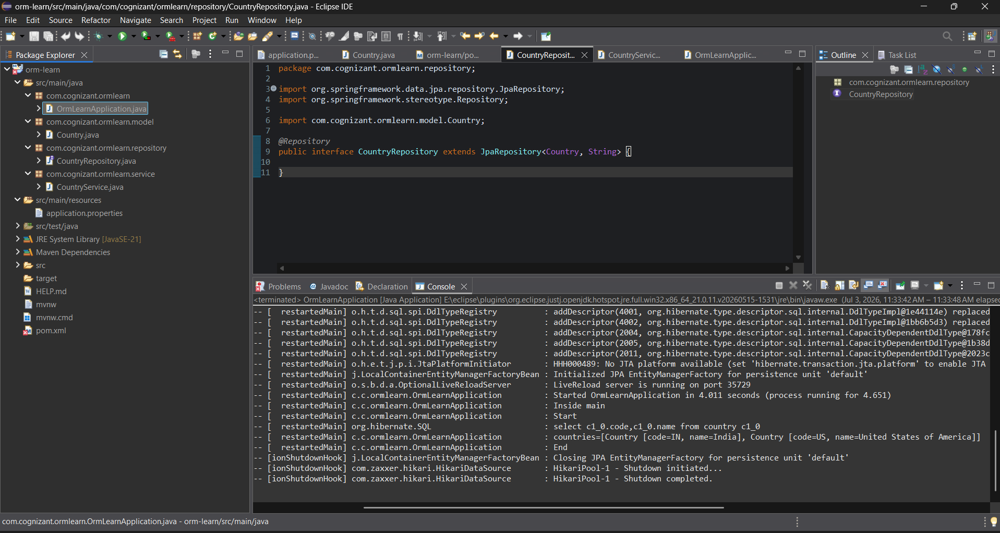 orm-learn/src/main/java/com/cognizant/ormlearn/repository/CountryRepository.java - Eclipse IDE
File Edit Source Refactor Navigate Search Project Run Window Help
Package Explorer
orm-learn
src/main/java
com.cognizant.ormlearn
OrmLearnApplication.java
com.cognizant.ormlearn.model
Country.java
com.cognizant.ormlearn.repository
CountryRepository.java
com.cognizant.ormlearn.service
CountryService.java
src/main/resources
application.properties
src/test/java
JRE System Library [JavaSE-21]
Maven Dependencies
src
target
HELP.md
mvnw
mvnw.cmd
pom.xml
application.p... Country.java orm-learn/po... CountryReposit... CountryServic... OrmLearnApplic...
1 package com.cognizant.ormlearn.repository;
2
3 import org.springframework.data.jpa.repository.JpaRepository;
4 import org.springframework.stereotype.Repository;
5
6 import com.cognizant.ormlearn.model.Country;
7
8 @Repository
9 public interface CountryRepository extends JpaRepository<Country, String> {
10
11 }
Outline Task List
com.cognizant.ormlearn.repository
CountryRepository
Problems Javadoc Declaration Console
<terminated> OrmLearnApplication [Java Application] E:\eclipse\plugins\org.eclipse.justj.openjdk.hotspot.jre.full.win32.x86_64_21.0.11.v20260515-1531\jre\bin\javaw.exe (Jul 3, 2026, 11:33:42 AM – 11:33:48 AM elapsed
-- [ restartedMain] o.h.t.d.sql.spi.DdlTypeRegistry : addDescriptor(4001, org.hibernate.type.descriptor.sql.internal.DdlTypeImpl@1e44114e) replaced
-- [ restartedMain] o.h.t.d.sql.spi.DdlTypeRegistry : addDescriptor(4002, org.hibernate.type.descriptor.sql.internal.DdlTypeImpl@1bb6b5d3) replaced
-- [ restartedMain] o.h.t.d.sql.spi.DdlTypeRegistry : addDescriptor(2004, org.hibernate.type.descriptor.sql.internal.CapacityDependentDdlType@178fc
-- [ restartedMain] o.h.t.d.sql.spi.DdlTypeRegistry : addDescriptor(2005, org.hibernate.type.descriptor.sql.internal.CapacityDependentDdlType@1b38d
-- [ restartedMain] o.h.t.d.sql.spi.DdlTypeRegistry : addDescriptor(2011, org.hibernate.type.descriptor.sql.internal.CapacityDependentDdlType@2023c
-- [ restartedMain] o.h.e.t.j.p.i.JtaPlatformInitiator : HHH000489: No JTA platform available (set 'hibernate.transaction.jta.platform' to enable JTA
-- [ restartedMain] j.LocalContainerEntityManagerFactoryBean : Initialized JPA EntityManagerFactory for persistence unit 'default'
-- [ restartedMain] o.s.b.d.a.OptionalLiveReloadServer : LiveReload server is running on port 35729
-- [ restartedMain] c.c.ormlearn.OrmLearnApplication : Started OrmLearnApplication in 4.011 seconds (process running for 4.651)
-- [ restartedMain] c.c.ormlearn.OrmLearnApplication : Inside main
-- [ restartedMain] c.c.ormlearn.OrmLearnApplication : Start
-- [ restartedMain] org.hibernate.SQL : select c1_0.code,c1_0.name from country c1_0
-- [ restartedMain] c.c.ormlearn.OrmLearnApplication : countries=[Country [code=IN, name=India], Country [code=US, name=United States of America]]
-- [ restartedMain] c.c.ormlearn.OrmLearnApplication : End
-- [ionShutdownHook] j.LocalContainerEntityManagerFactoryBean : Closing JPA EntityManagerFactory for persistence unit 'default'
-- [ionShutdownHook] com.zaxxer.hikari.HikariDataSource : HikariPool-1 - Shutdown initiated...
-- [ionShutdownHook] com.zaxxer.hikari.HikariDataSource : HikariPool-1 - Shutdown completed.
com.cognizant.ormlearn.OrmLearnApplication.java - orm-learn/src/main/java